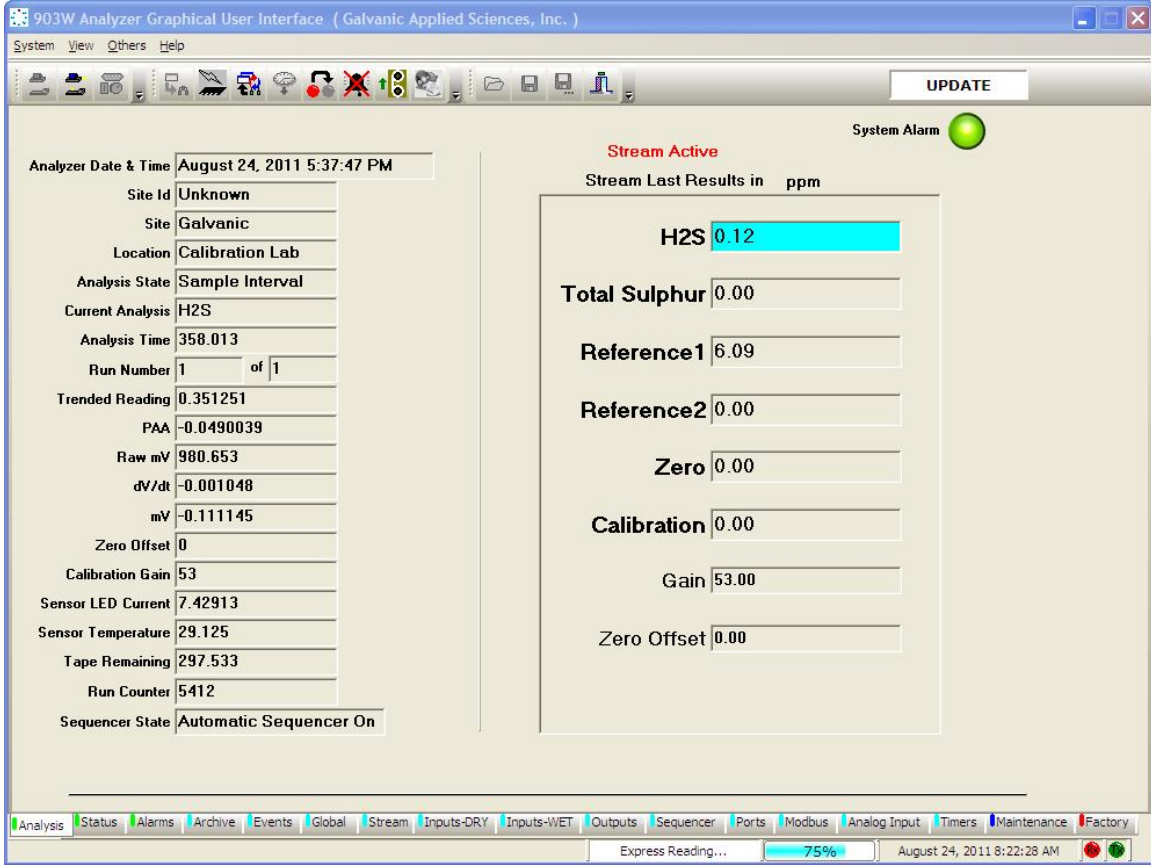 903W Analyzer Graphical User Interface ( Galvanic Applied Sciences, Inc. )
System View Others Help
UPDATE
System Alarm
Stream Active
Stream Last Results in ppm
Analyzer Date & Time August 24, 2011 5:37:47 PM
Site Id Unknown
Site Galvanic
Location Calibration Lab
Analysis State Sample Interval
Current Analysis H2S
Analysis Time 358.013
Run Number 1 of 1
Trended Reading 0.351251
PAA -0.0490039
Raw mV 980.653
dV/dt -0.001048
mV -0.111145
Zero Offset 0
Calibration Gain 53
Sensor LED Current 7.42913
Sensor Temperature 29.125
Tape Remaining 297.533
Run Counter 5412
Sequencer State Automatic Sequencer On
H2S 0.12
Total Sulphur 0.00
Reference1 6.09
Reference2 0.00
Zero 0.00
Calibration 0.00
Gain 53.00
Zero Offset 0.00
Analysis Status Alarms Archive Events Global Stream Inputs-DRY Inputs-WET Outputs Sequencer Ports Modbus Analog Input Timers Maintenance Factory
Express Reading... 75% August 24, 2011 8:22:28 AM Rx Tx